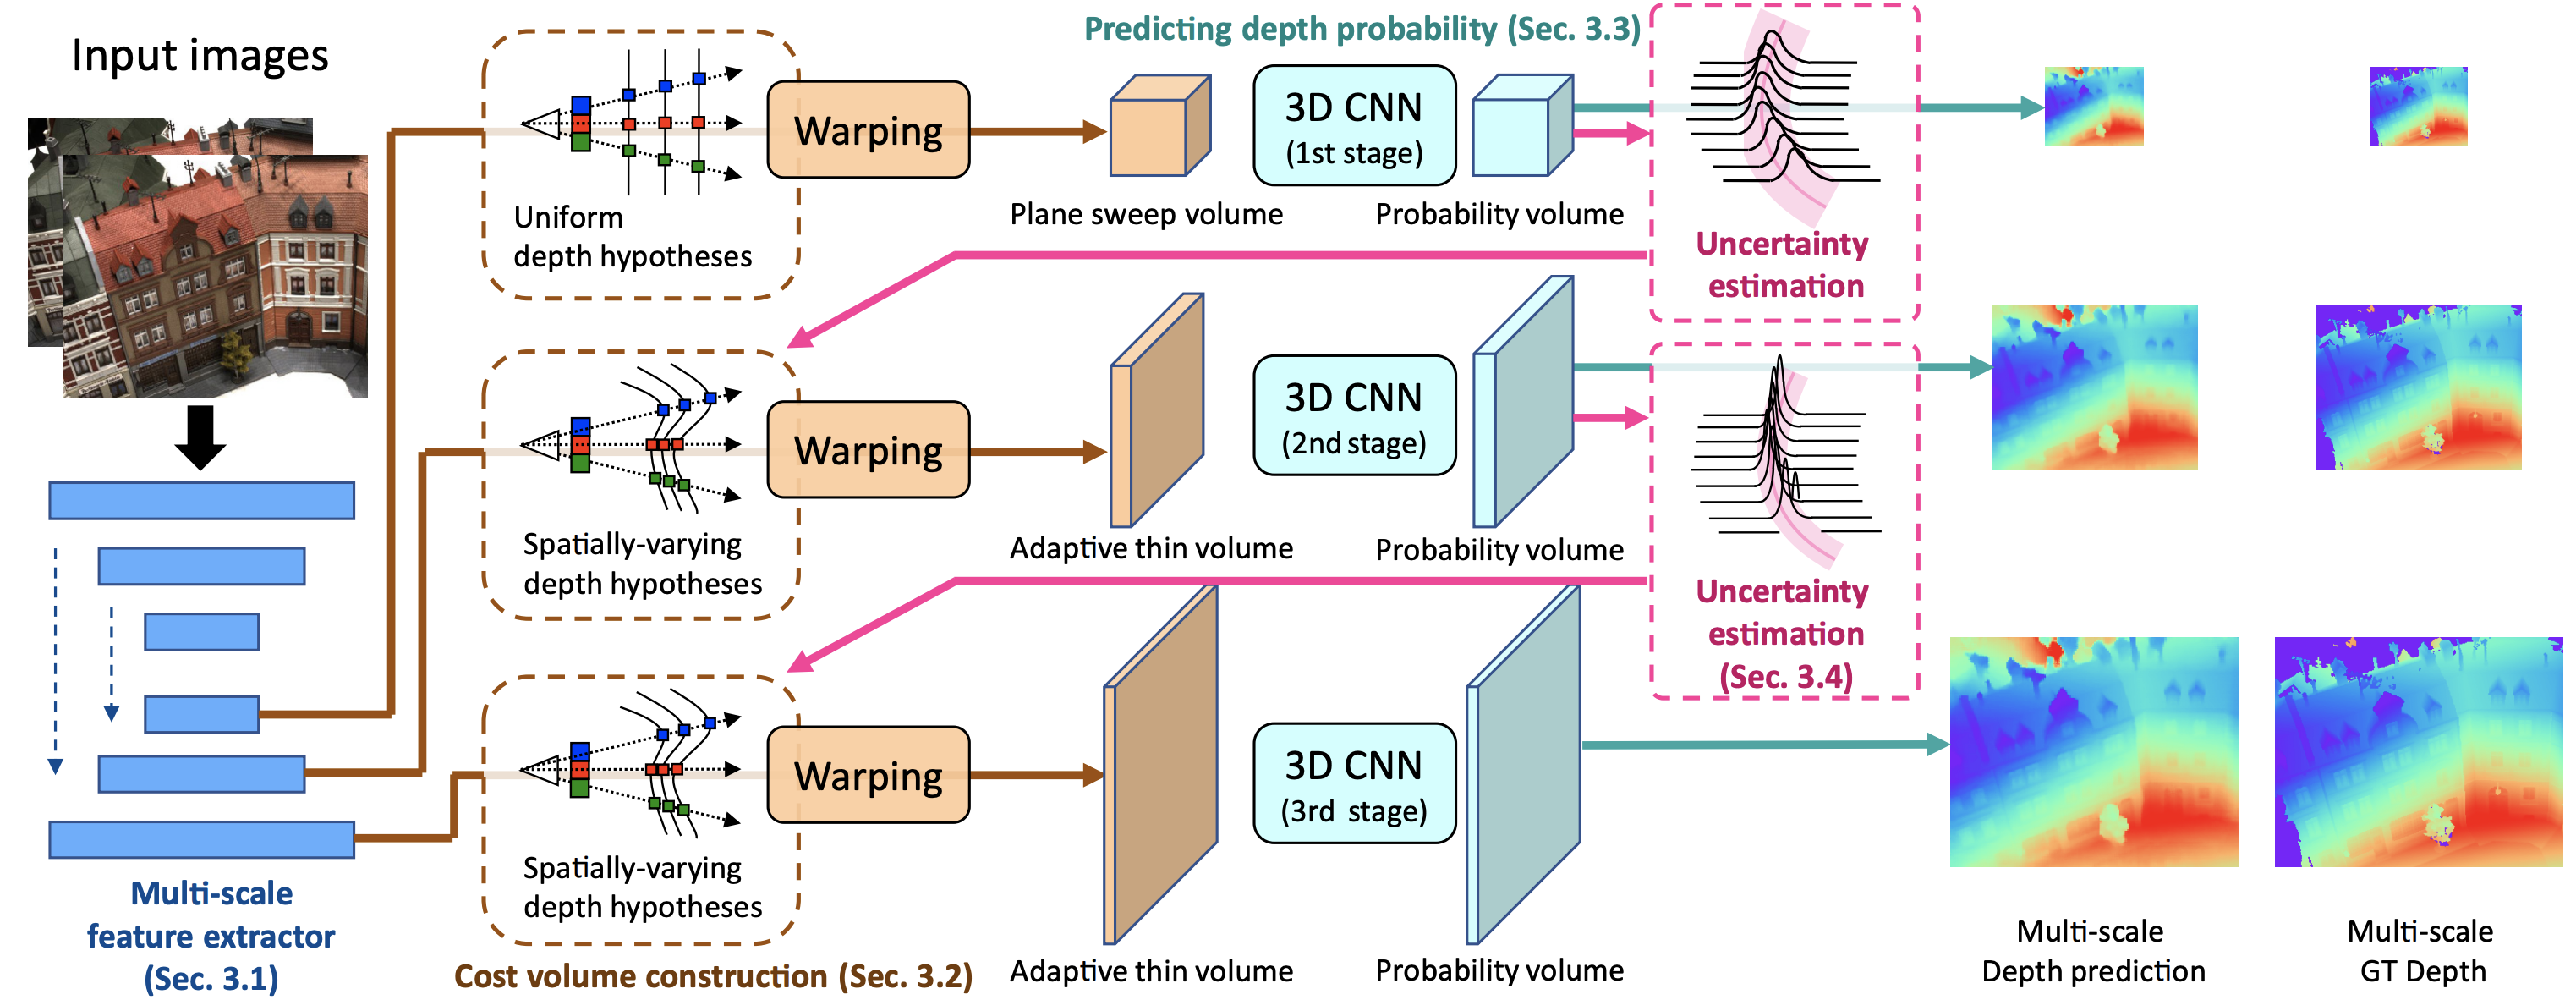 Input images
Predicting depth probability (Sec. 3.3)
Uniform
depth hypotheses
Warping
Plane sweep volume
3D CNN
(1st stage)
Probability volume
Uncertainty
estimation
Spatially-varying
depth hypotheses
Warping
Adaptive thin volume
3D CNN
(2nd stage)
Probability volume
Uncertainty
estimation
(Sec. 3.4)
Spatially-varying
depth hypotheses
Warping
Adaptive thin volume
3D CNN
(3rd stage)
Probability volume
Multi-scale
feature extractor
(Sec. 3.1)
Cost volume construction (Sec. 3.2)
Multi-scale
Depth prediction
Multi-scale
GT Depth